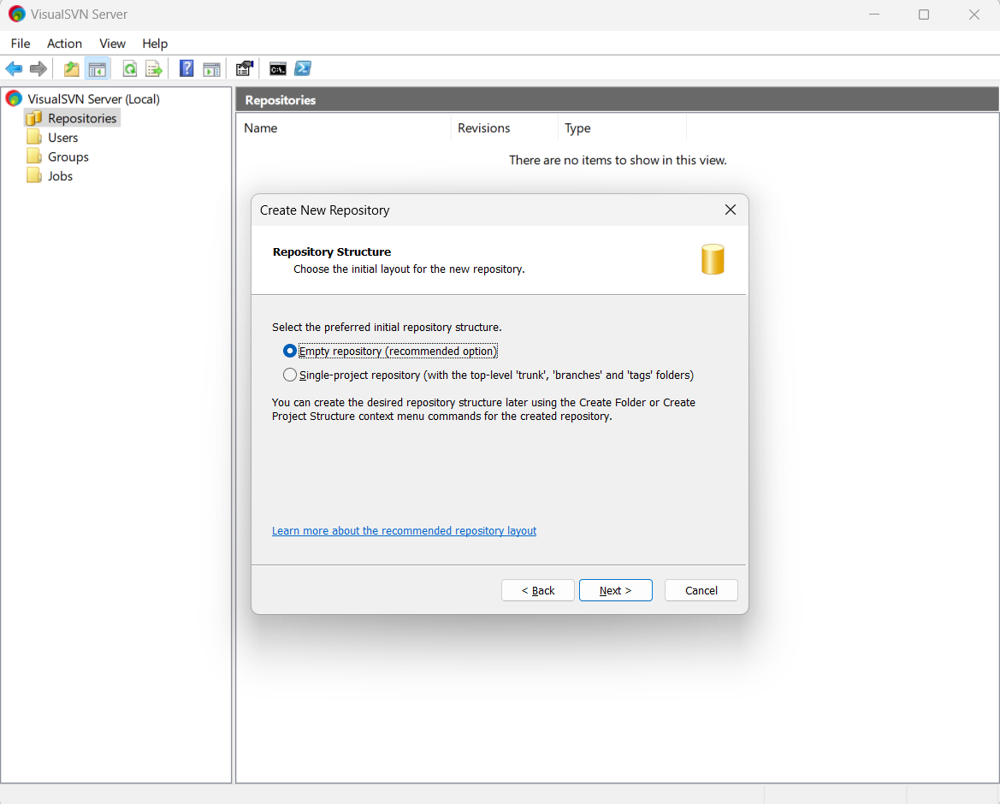 VisualSVN Server
File Action View Help
C:\.
VisualSVN Server (Local)
Repositories
Users
Groups
Jobs
Repositories
Name Revisions Type
There are no items to show in this view.
Create New Repository
Repository Structure
Choose the initial layout for the new repository.
Select the preferred initial repository structure.
Empty repository (recommended option)
Single-project repository (with the top-level 'trunk', 'branches' and 'tags' folders)
You can create the desired repository structure later using the Create Folder or Create
Project Structure context menu commands for the created repository.
Learn more about the recommended repository layout
< Back Next > Cancel